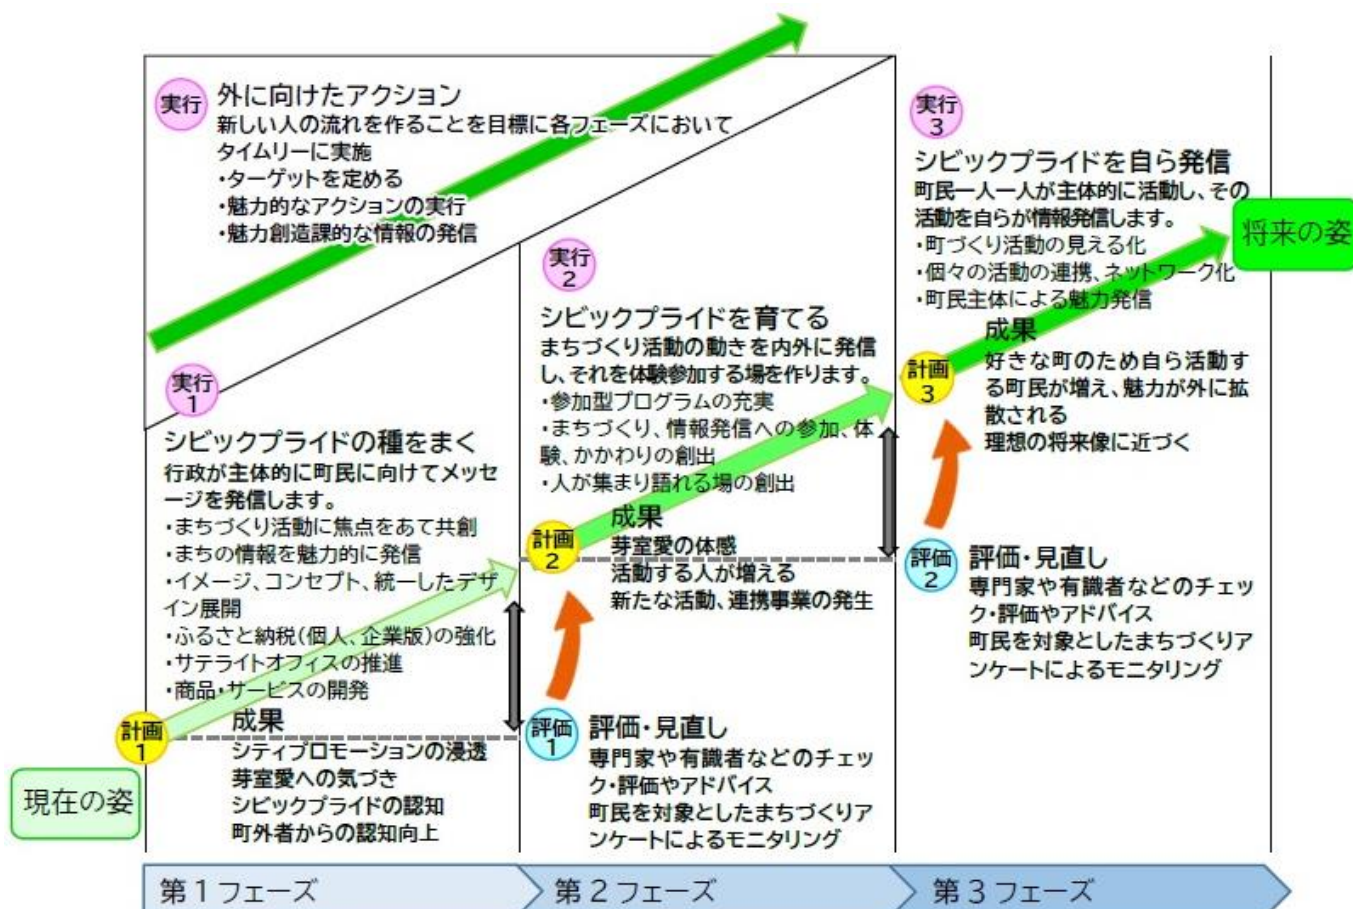 実行
外に向けたアクション
新しい人の流れを作ることを目標に各フェーズにおいて
タイムリーに実施
・ターゲットを定める
・魅力的なアクションの実行
・魅力創造課的な情報の発信
実行
1
シビックプライドの種をまく
行政が主体的に町民に向けてメッセ
ージを発信します。
・まちづくり活動に焦点をあて共創
・まちの情報を魅力的に発信
・イメージ、コンセプト、統一したデザ
イン展開
・ふるさと納税(個人、企業版)の強化
・サテライトオフィスの推進
・商品・サービスの開発
計画
1
成果
シティプロモーションの浸透
芽室愛への気づき
シビックプライドの認知
町外者からの認知向上
現在の姿
実行
2
シビックプライドを育てる
まちづくり活動の動きを内外に発信
し、それを体験参加する場を作ります。
・参加型プログラムの充実
・まちづくり、情報発信への参加、体
験、かかわりの創出
・人が集まり語れる場の創出
計画
2
成果
芽室愛の体感
活動する人が増える
新たな活動、連携事業の発生
評価
1
評価・見直し
専門家や有識者などのチェッ
ク・評価やアドバイス
町民を対象としたまちづくりア
ンケートによるモニタリング
実行
3
シビックプライドを自ら発信
町民一人一人が主体的に活動し、その
活動を自らが情報発信します。
・町づくり活動の見える化
・個々の活動の連携、ネットワーク化
・町民主体による魅力発信
将来の姿
計画
3
成果
好きな町のため自ら活動す
る町民が増え、魅力が外に拡
散される
理想の将来像に近づく
評価
2
評価・見直し
専門家や有識者などのチェッ
ク・評価やアドバイス
町民を対象としたまちづくりア
ンケートによるモニタリング
第1フェーズ
第2フェーズ
第3フェーズ